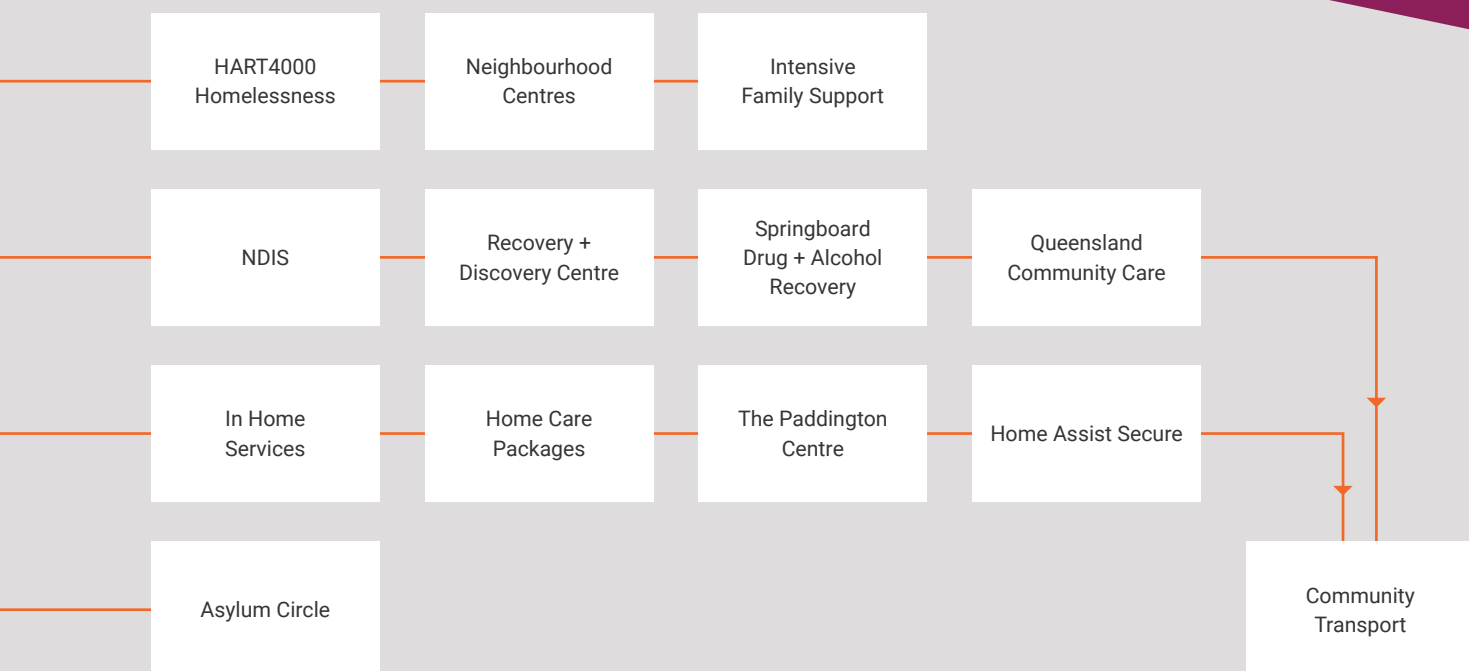 HART4000
Homelessness
Neighbourhood
Centres
Intensive
Family Support
NDIS
Recovery +
Discovery Centre
Springboard
Drug + Alcohol
Recovery
Queensland
Community Care
In Home
Services
Home Care
Packages
The Paddington
Centre
Home Assist Secure
Asylum Circle
Community
Transport